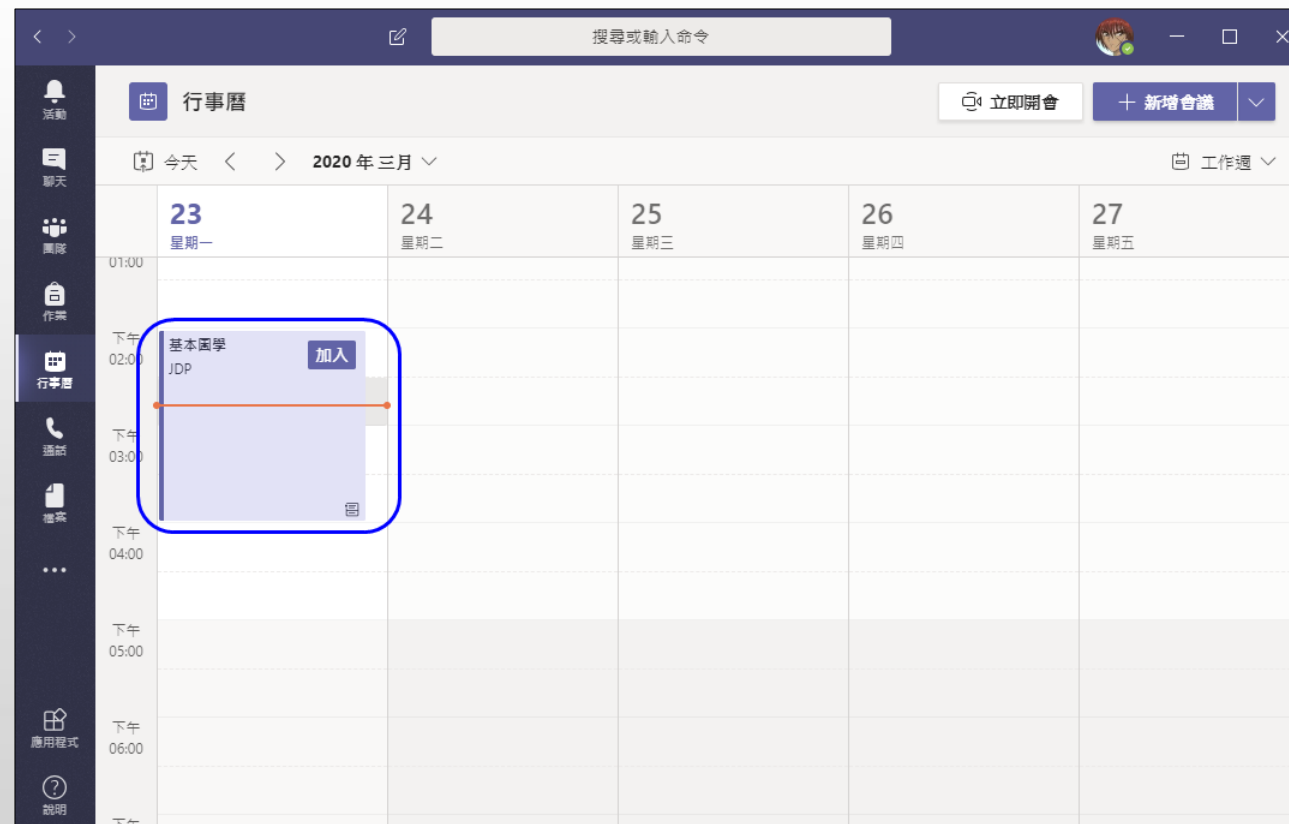 搜尋或輸入命令
活動
聊天
團隊
作業
行事曆
通話
檔案
應用程式
說明
行事曆
立即開會
新增會議
今天
2020 年 三月
工作週
23
星期一
24
星期二
25
星期三
26
星期四
27
星期五
01:00
下午
02:00
基本圖學
JDP
加入
下午
03:00
下午
04:00
下午
05:00
下午
06:00
下午